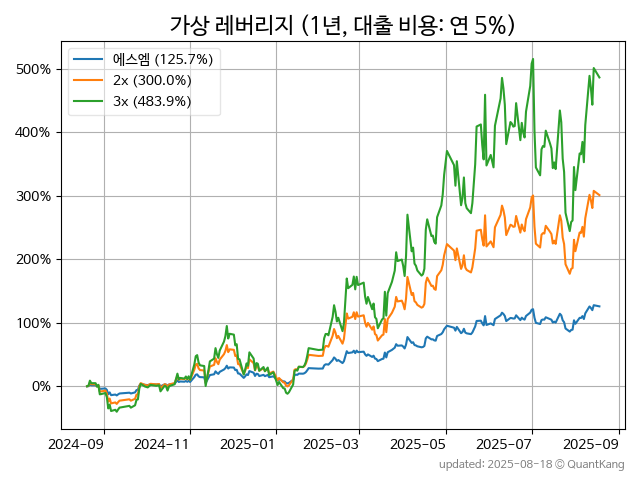 가상 레버리지 (1년, 대출 비용: 연 5%)
에스엠 (125.7%)
2x (300.0%)
3x (483.9%)
500%
400%
300%
200%
100%
0%
2024-09 2024-11 2025-01 2025-03 2025-05 2025-07 2025-09
updated: 2025-08-18 © QuantKang